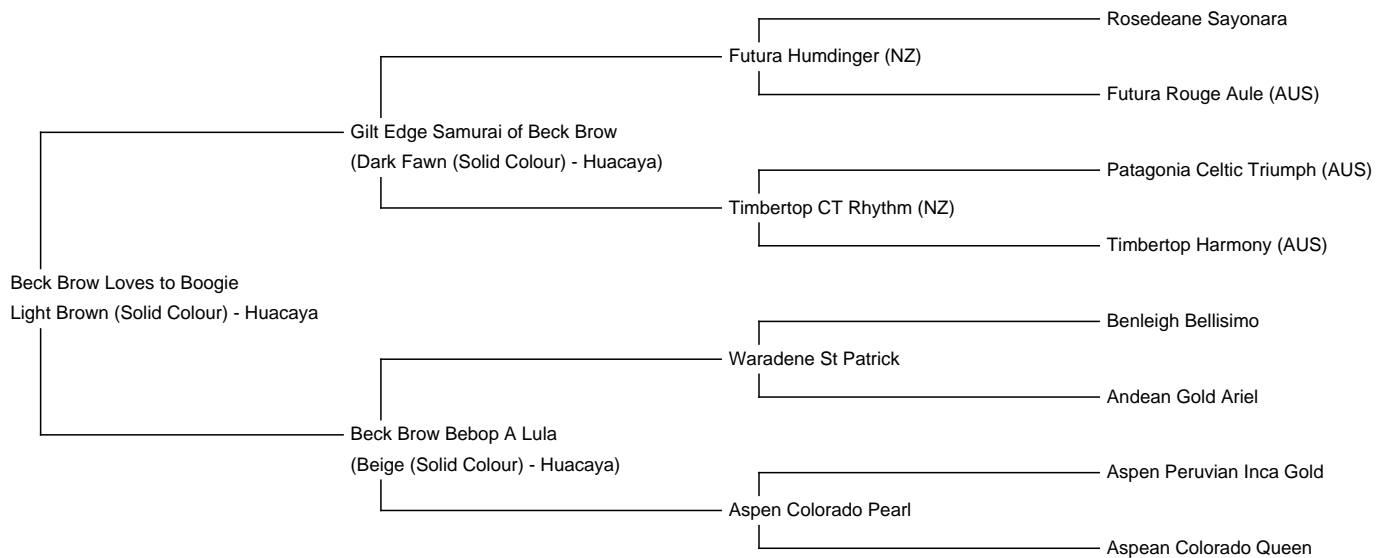 Rosedeane Sayonara
Futura Humdinger (NZ)
Futura Rouge Aule (AUS)
Gilt Edge Samurai of Beck Brow
(Dark Fawn (Solid Colour) - Huacaya)
Patagonia Celtic Triumph (AUS)
Timbertop CT Rhythm (NZ)
Timbertop Harmony (AUS)
Beck Brow Loves to Boogie
Light Brown (Solid Colour) - Huacaya
Benleigh Bellisimo
Waradene St Patrick
Andean Gold Ariel
Beck Brow Bebop A Lula
(Beige (Solid Colour) - Huacaya)
Aspen Peruvian Inca Gold
Aspen Colorado Pearl
Aspean Colorado Queen